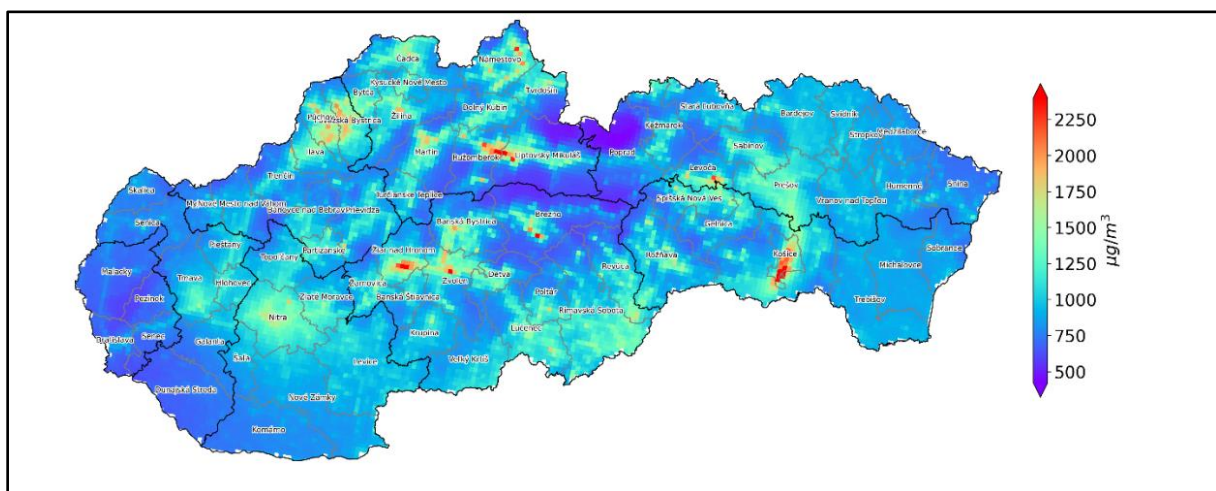 Čadca
Námestovo
Kysucké Nové Mesto
Bytča
Tvrdošín
Dolný Kubín
Púchov
Považská Bystrica
Žilina
Ilava
Martin
Ružomberok
Liptovský Mikuláš
Poprad
Kežmarok
Stará Ľubovňa
Bardejov
Svidník
Stropkov
Medzilaborce
Sabinov
Levoča
Prešov
Humenné
Snina
Vranov nad Topľou
Trenčín
Turčianske Teplice
Skalica
Nové Mesto nad Váhom
Bánovce nad Bebravou
Prievidza
Senica
Banská Bystrica
Brezno
Spišská Nová Ves
Gelnica
Piešťany
Topoľčany
Partizánske
Žiar nad Hronom
Rožňava
Košice
Sobrance
Michalovce
Malacky
Trnava
Hlohovec
Zlaté Moravce
Žarnovica
Banská Štiavnica
Zvolen
Detva
Revúca
Poltár
Rimavská Sobota
Trebišov
Pezinok
Nitra
Krupina
Lučenec
Bratislava
Senec
Galanta
Šaľa
Levice
Veľký Krtíš
Dunajská Streda
Nové Zámky
Komárno
2250
2000
1750
1500
1250
1000
750
500
µg/m³